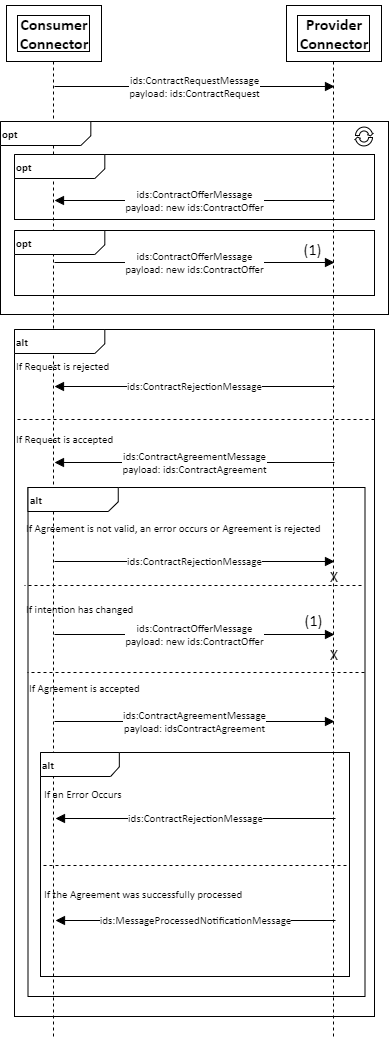 Consumer
Connector
Provider
Connector
ids:ContractRequestMessage
payload: ids:ContractRequest
opt
opt
ids:ContractOfferMessage
payload: new ids:ContractOffer
opt
(1)
ids:ContractOfferMessage
payload: new ids:ContractOffer
alt
If Request is rejected
ids:ContractRejectionMessage
If Request is accepted
ids:ContractAgreementMessage
payload: ids:ContractAgreement
alt
If Agreement is not valid, an error occurs or Agreement is rejected
ids:ContractRejectionMessage
X
If intention has changed
(1)
ids:ContractOfferMessage
payload: new ids:ContractOffer
X
If Agreement is accepted
ids:ContractAgreementMessage
payload: idsContractAgreement
alt
If an Error Occurs
ids:ContractRejectionMessage
If the Agreement was successfully processed
ids:MessageProcessedNotificationMessage